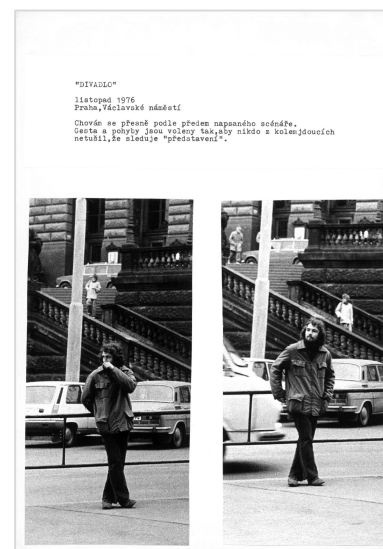 "DIVADLO"
listopad 1976
Praha,Václavské náměstí
Chovám se přesně podle předem napsaného scénáře.
Gesta a pohyby jsou voleny tak,aby nikdo z kolemjdoucích
netušil,že sleduje "představení".